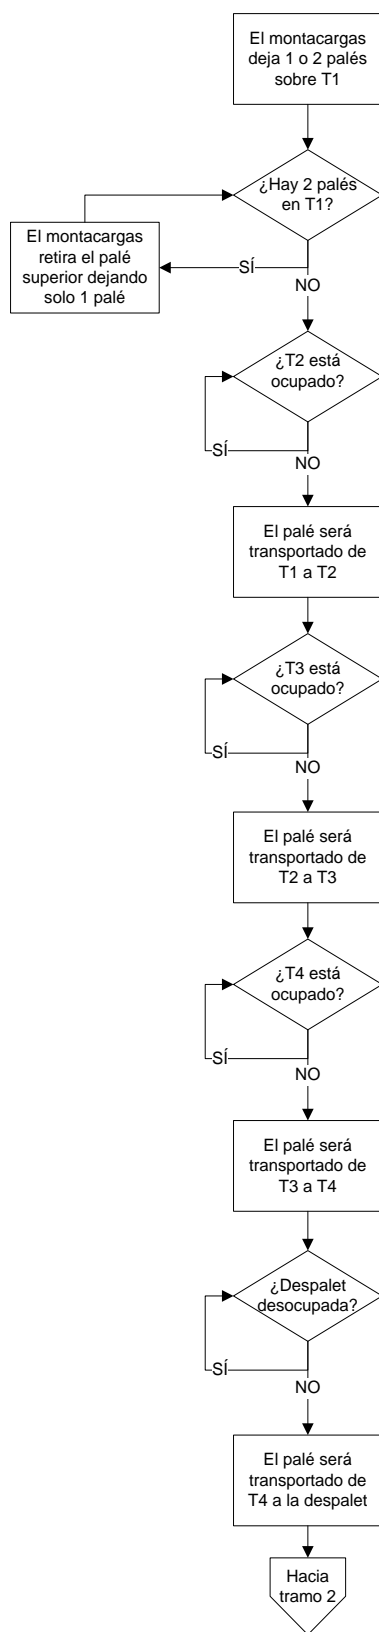 El montacargas
deja 1 o 2 palés
sobre T1
¿Hay 2 palés
en T1?
El montacargas
retira el palé
superior dejando
solo 1 palé
SÍ
NO
¿T2 está
ocupado?
SÍ
NO
El palé será
transportado de
T1 a T2
¿T3 está
ocupado?
SÍ
NO
El palé será
transportado de
T2 a T3
¿T4 está
ocupado?
SÍ
NO
El palé será
transportado de
T3 a T4
¿Despalet
desocupada?
SÍ
NO
El palé será
transportado de
T4 a la despalet
Hacia
tramo 2